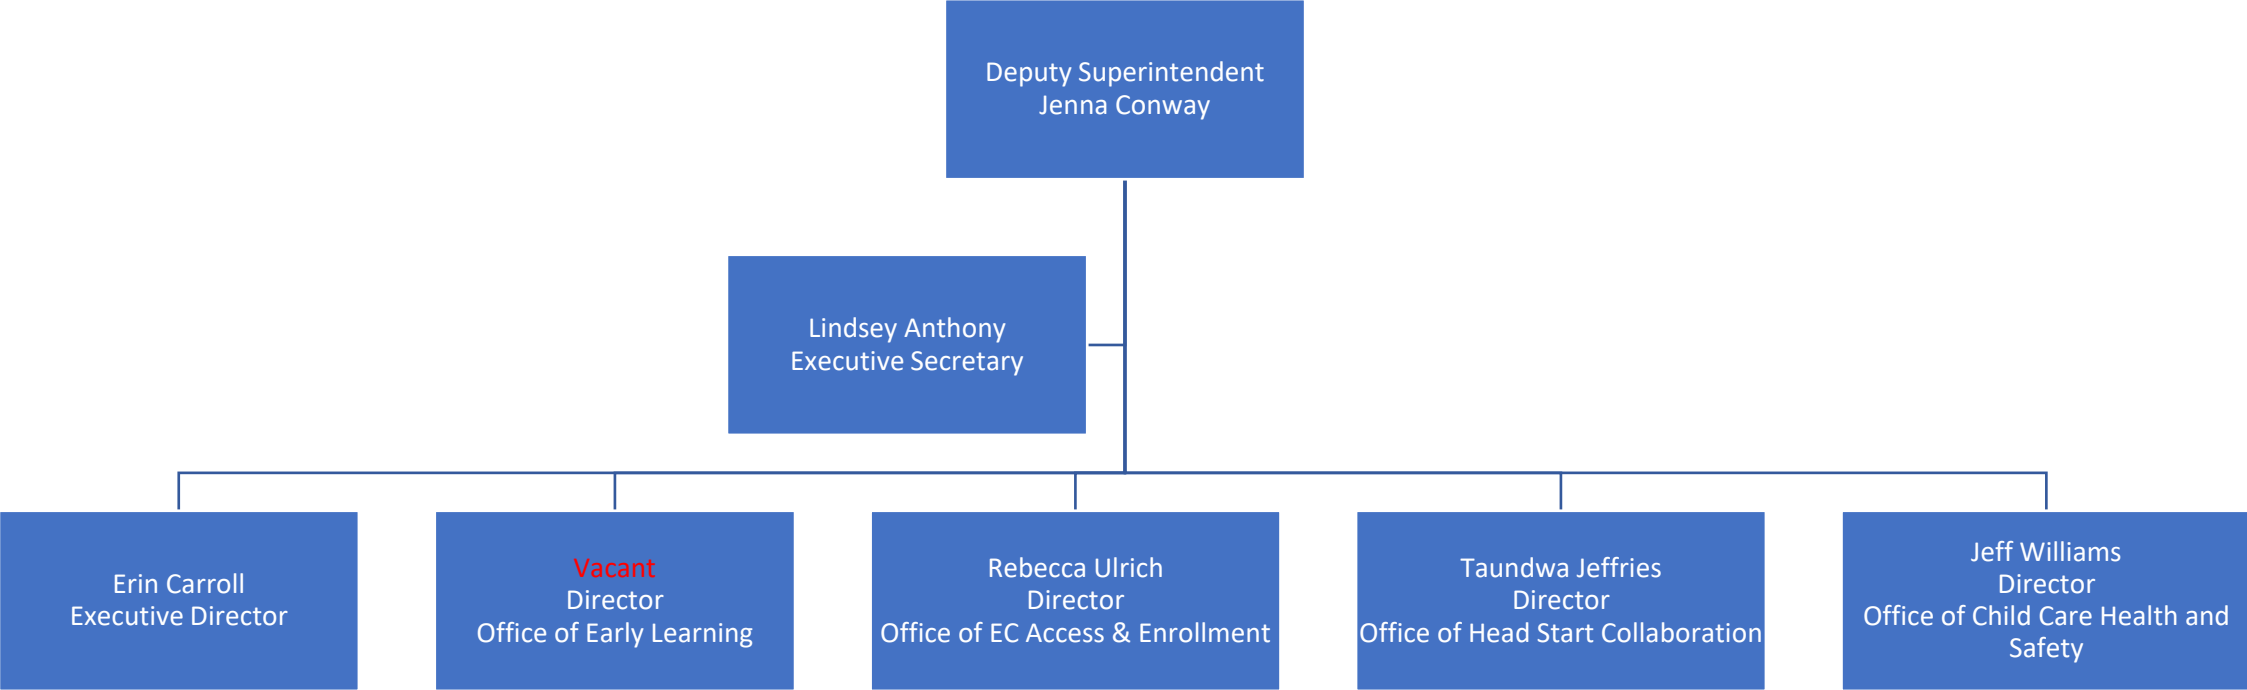 Deputy Superintendent
Jenna Conway
Lindsey Anthony
Executive Secretary
Erin Carroll
Executive Director
Vacant
Director
Office of Early Learning
Rebecca Ulrich
Director
Office of EC Access & Enrollment
Taundwa Jeffries
Director
Office of Head Start Collaboration
Jeff Williams
Director
Office of Child Care Health and
Safety